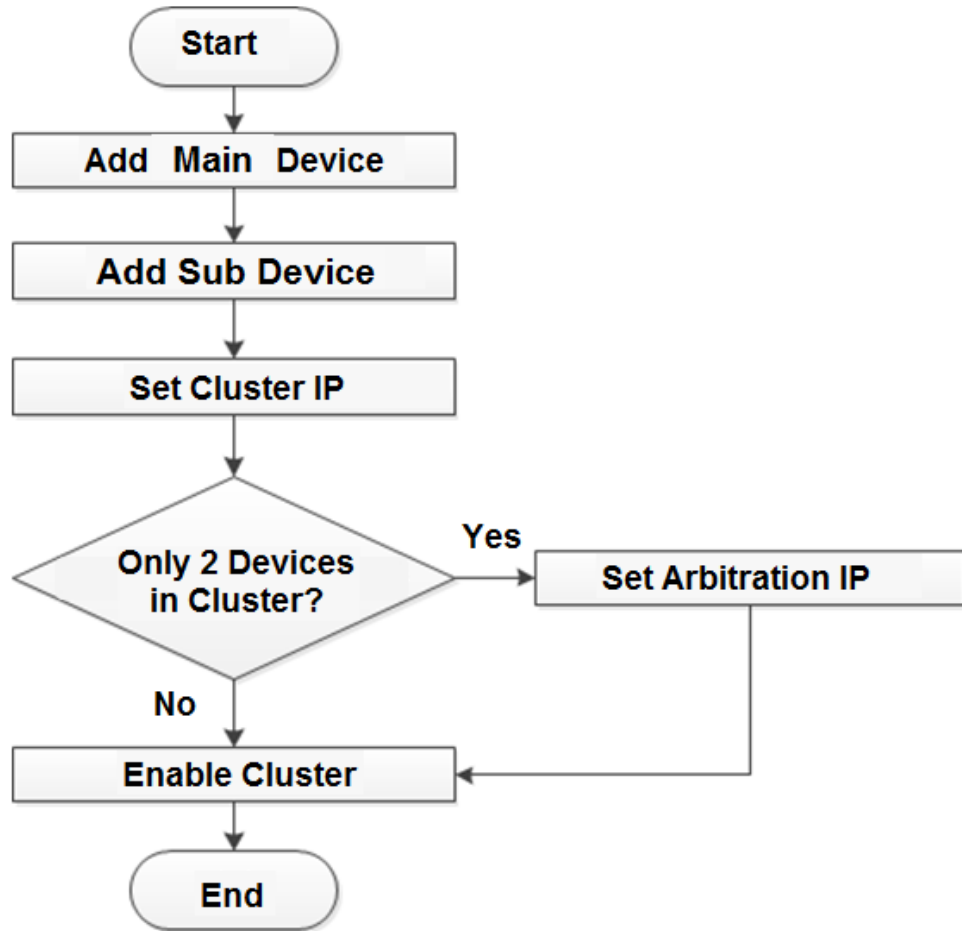 Start
Add Main Device
Add Sub Device
Set Cluster IP
Only 2 Devices
in Cluster?
Yes
Set Arbitration IP
No
Enable Cluster
End